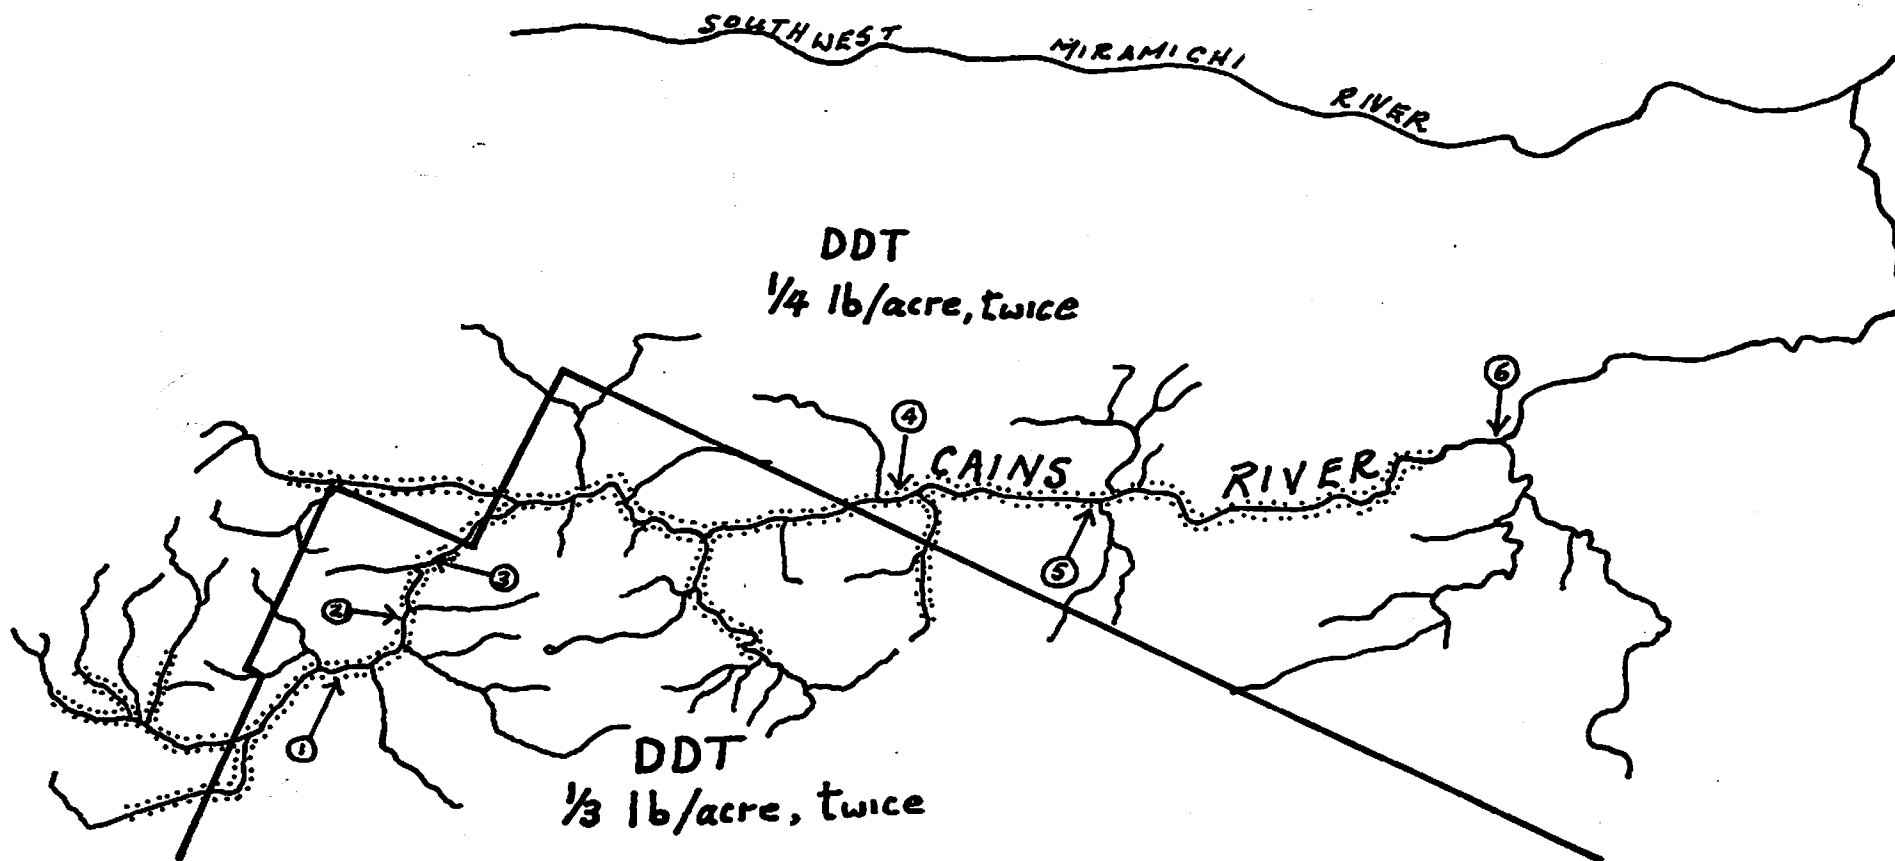 SOUTHWEST MIRAMICHI RIVER
DDT
1/4 lb/acre, twice
6
4
CAINS RIVER
3
5
2
1
DDT
1/3 lb/acre, twice